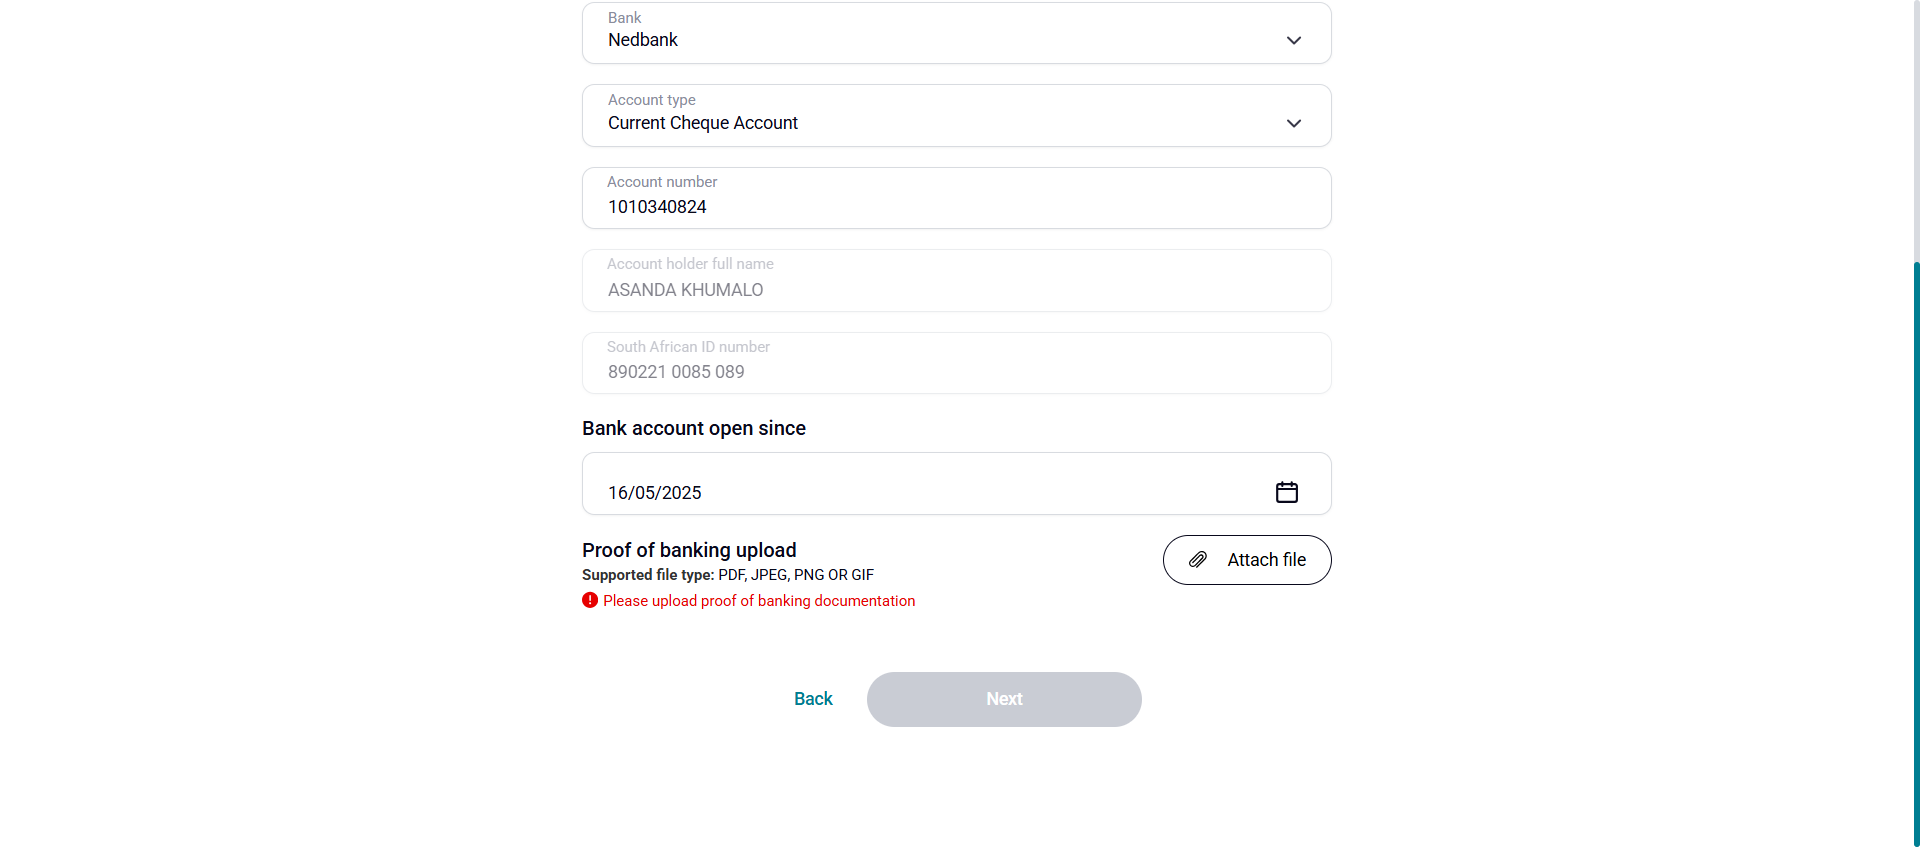 Bank
Nedbank
Account type
Current Cheque Account
Account number
1010340824
Account holder full name
ASANDA KHUMALO
South African ID number
890221 0085 089
Bank account open since
16/05/2025
Proof of banking upload
Attach file
Supported file type: PDF, JPEG, PNG OR GIF
Please upload proof of banking documentation
Back
Next